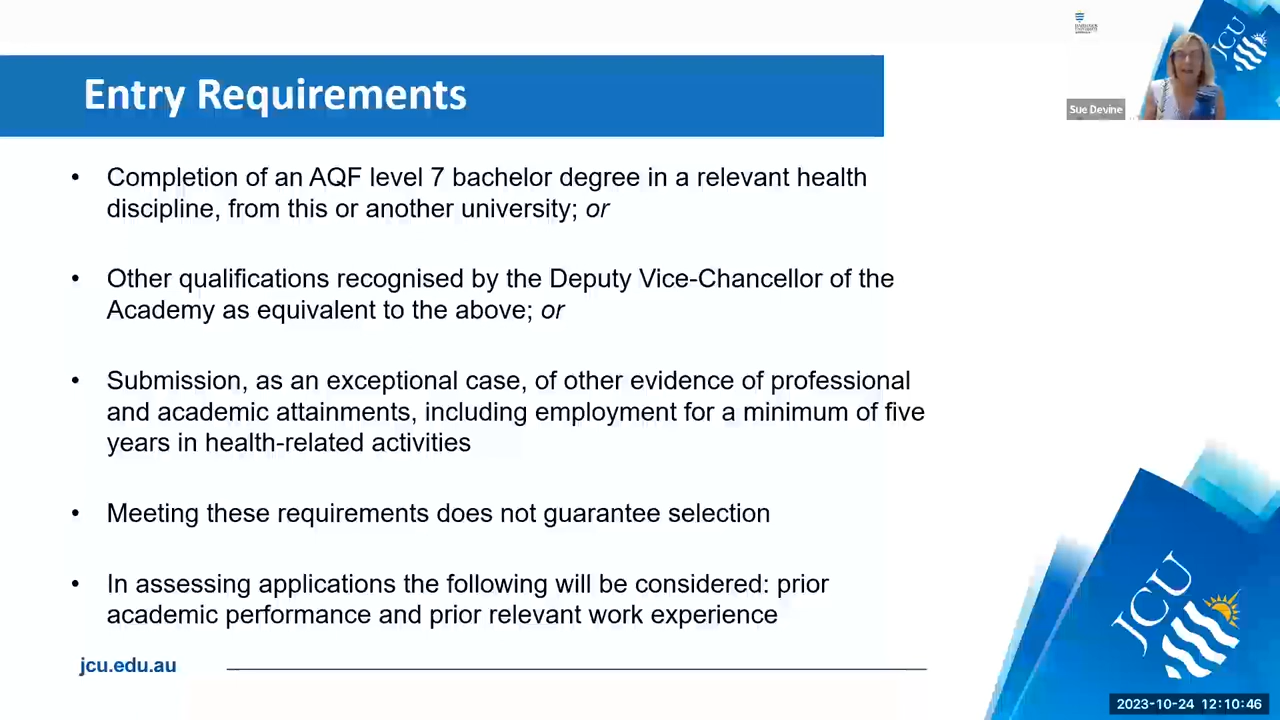 JCU
Sue Devine
Entry Requirements
• Completion of an AQF level 7 bachelor degree in a relevant health
discipline, from this or another university; or
• Other qualifications recognised by the Deputy Vice-Chancellor of the
Academy as equivalent to the above; or
• Submission, as an exceptional case, of other evidence of professional
and academic attainments, including employment for a minimum of five
years in health-related activities
• Meeting these requirements does not guarantee selection
• In assessing applications the following will be considered: prior
academic performance and prior relevant work experience
jcu.edu.au
JCU
2023-10-24 12:10:46